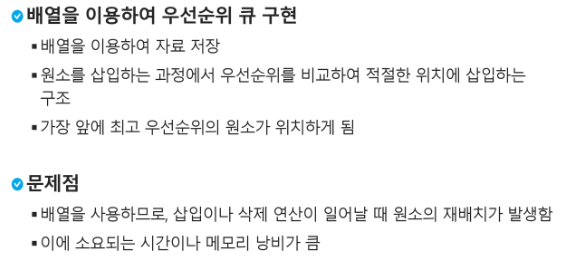 배열을 이용하여 우선순위 큐 구현
▪ 배열을 이용하여 자료 저장
▪ 원소를 삽입하는 과정에서 우선순위를 비교하여 적절한 위치에 삽입하는
구조
▪ 가장 앞에 최고 우선순위의 원소가 위치하게 됨
문제점
▪ 배열을 사용하므로, 삽입이나 삭제 연산이 일어날 때 원소의 재배치가 발생함
▪ 이에 소요되는 시간이나 메모리 낭비가 큼